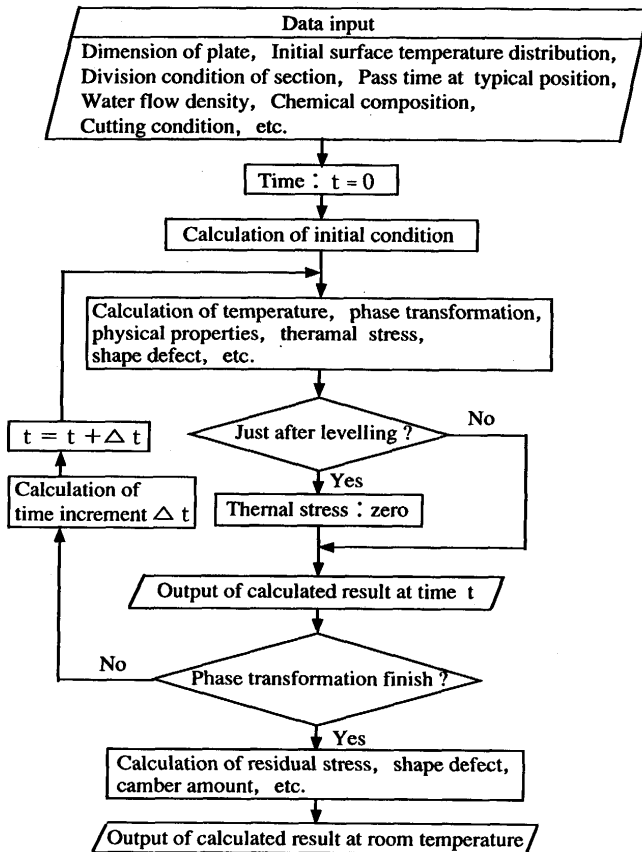 Data input
Dimension of plate, Initial surface temperature distribution,
Division condition of section, Pass time at typical position,
Water flow density, Chemical composition,
Cutting condition, etc.
Time : t = 0
Calculation of initial condition
Calculation of temperature, phase transformation,
physical properties, theramal stress,
shape defect, etc.
Just after levelling ?
No
Yes
t = t + △ t
Calculation of
time increment △ t
Thernal stress : zero
Output of calculated result at time t
Phase transformation finish ?
No
Yes
Calculation of residual stress, shape defect,
camber amount, etc.
Output of calculated result at room temperature